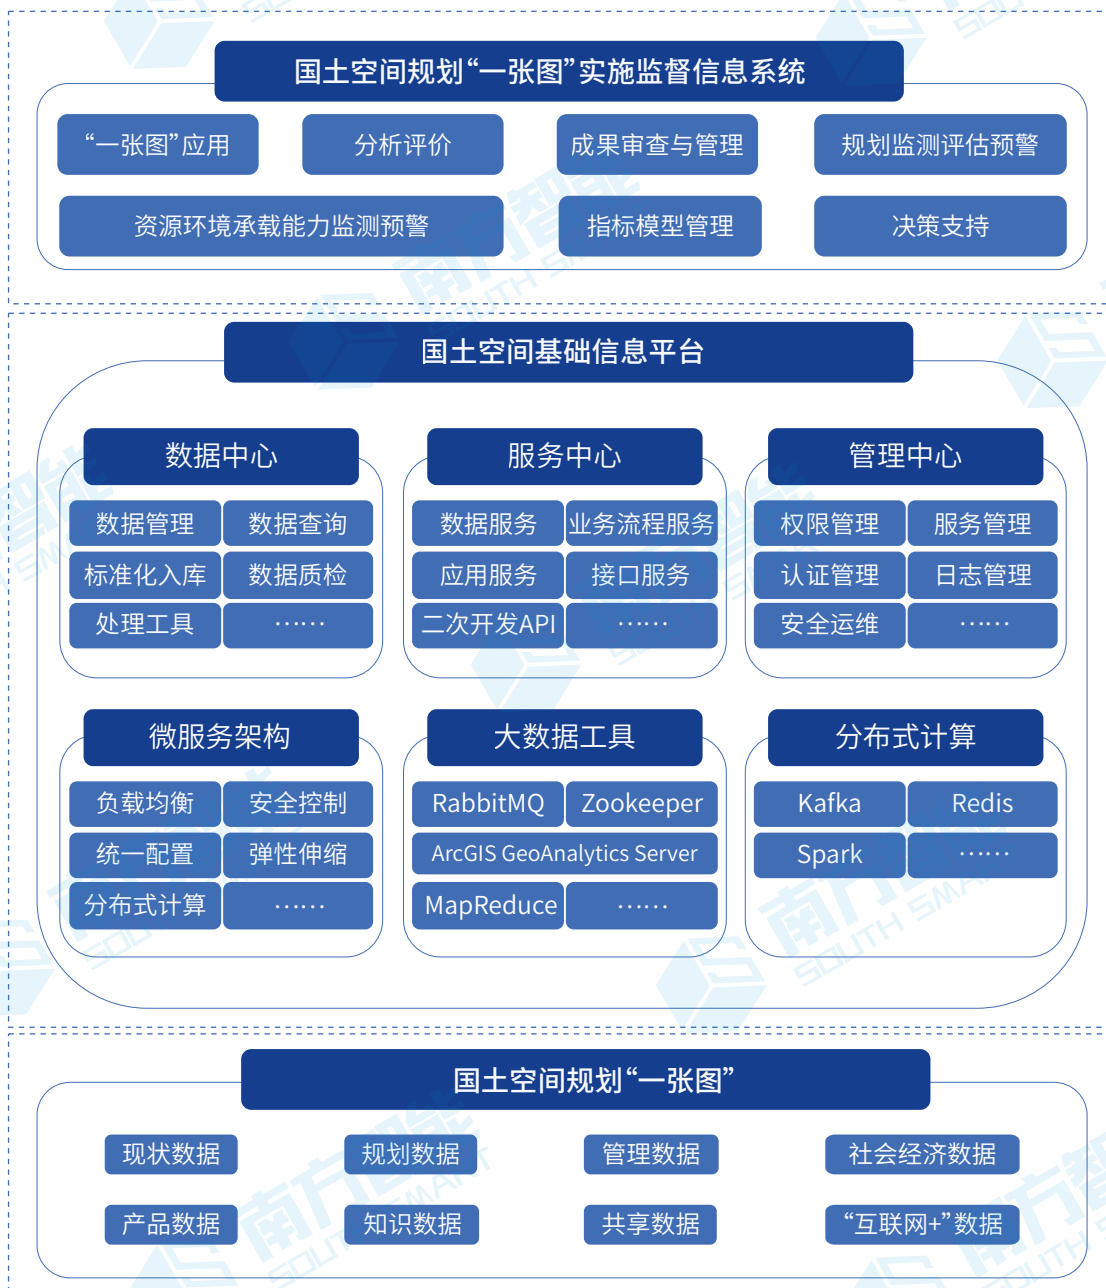 国土空间规划“一张图”实施监督信息系统
“一张图”应用
分析评价
成果审查与管理
规划监测评估预警
资源环境承载能力监测预警
指标模型管理
决策支持
国土空间基础信息平台
数据中心
数据管理
数据查询
标准化入库
数据质检
处理工具
……
服务中心
数据服务
业务流程服务
应用服务
接口服务
二次开发API
……
管理中心
权限管理
服务管理
认证管理
日志管理
安全运维
……
微服务架构
负载均衡
安全控制
统一配置
弹性伸缩
分布式计算
……
大数据工具
RabbitMQ
Zookeeper
ArcGIS GeoAnalytics Server
MapReduce
……
分布式计算
Kafka
Redis
Spark
……
国土空间规划“一张图”
现状数据
规划数据
管理数据
社会经济数据
产品数据
知识数据
共享数据
“互联网+”数据
南方智能
SOUTH SMART